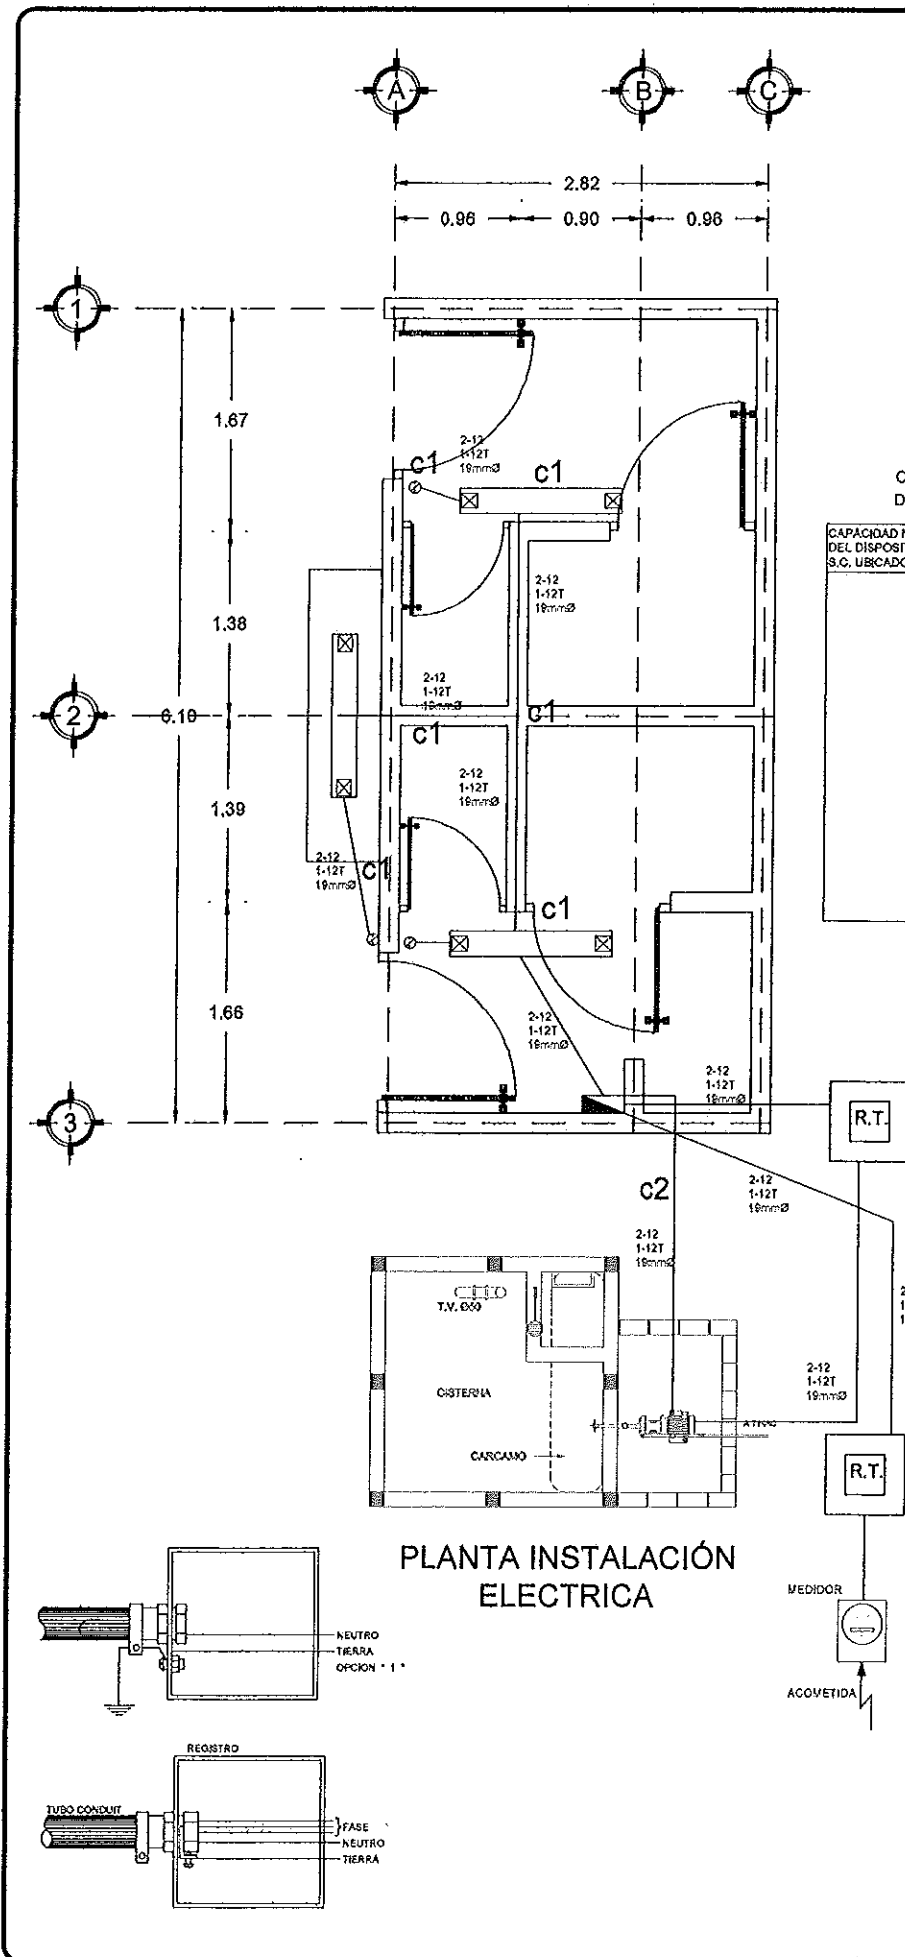 A B C
2.82
0.96 0.90 0.96
1
1.67
2-12
1-12T
19mmØ
c1
c1
CAPACIDAD
DEL
S.C.
2-12
1-12T
19mmØ
1.38
2-12
1-12T
19mmØ
2
6.10
c1
c1
2-12
1-12T
19mmØ
1.39
2-12
1-12T
19mmØ
c1
c1
1.66
2-12
1-12T
19mmØ
2-12
1-12T
19mmØ
3
R.T.
c2
2-12
1-12T
19mmØ
2-12
1-12T
19mmØ
T.V. Ø50
2-12
1-12T
19mmØ
CISTERNA
CARCAMO
R.T.
PLANTA INSTALACIÓN
ELECTRICA
MEDIDOR
NEUTRO
TIERRA
OPCION " 1 "
ACOMETIDA
REGISTRO
TUBO CONDUIT
FASE
NEUTRO
TIERRA